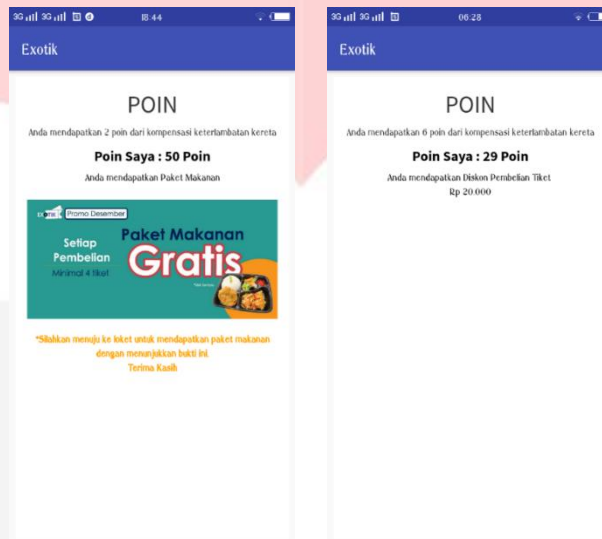 3G 3G 18:44
Exotik
POIN
Anda mendapatkan 2 poin dari kompensasi keterlambatan kereta
Poin Saya : 50 Poin
Anda mendapatkan Paket Makanan
Promo Desember
Setiap
Pembelian
Minimal 4 tiket
Paket Makanan
Gratis
*Silahkan menuju ke loket untuk mendapatkan paket makanan
dengan menunjukkan bukti ini.
Terima Kasih
3G 3G 06:28
Exotik
POIN
Anda mendapatkan 6 poin dari kompensasi keterlambatan kereta
Poin Saya : 29 Poin
Anda mendapatkan Diskon Pembelian Tiket
Rp 20.000